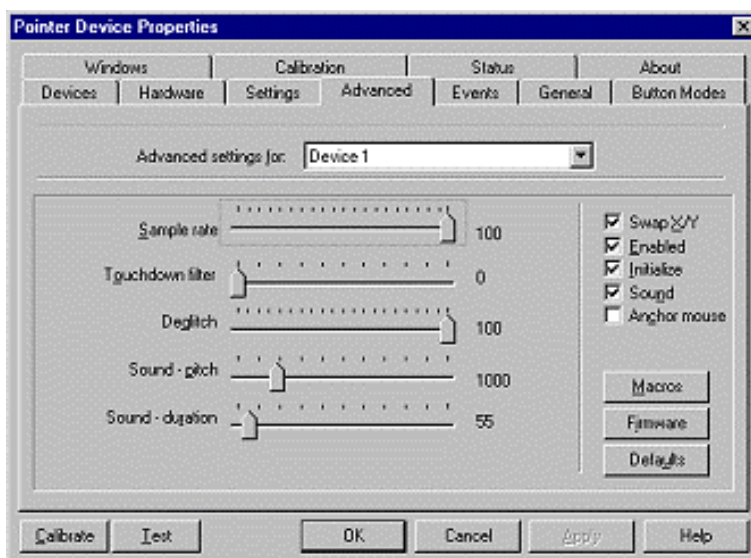 Pointer Device Properties
Windows Calibration Status About
Devices Hardware Settings Advanced Events General Button Modes
Advanced settings for: Device 1
Sample rate 100
Touchdown filter 0
Deglitch 100
Sound - pitch 1000
Sound - duration 55
Swap X/Y
Enabled
Initialize
Sound
Anchor mouse
Macros
Firmware
Defaults
Calibrate Test OK Cancel Apply Help